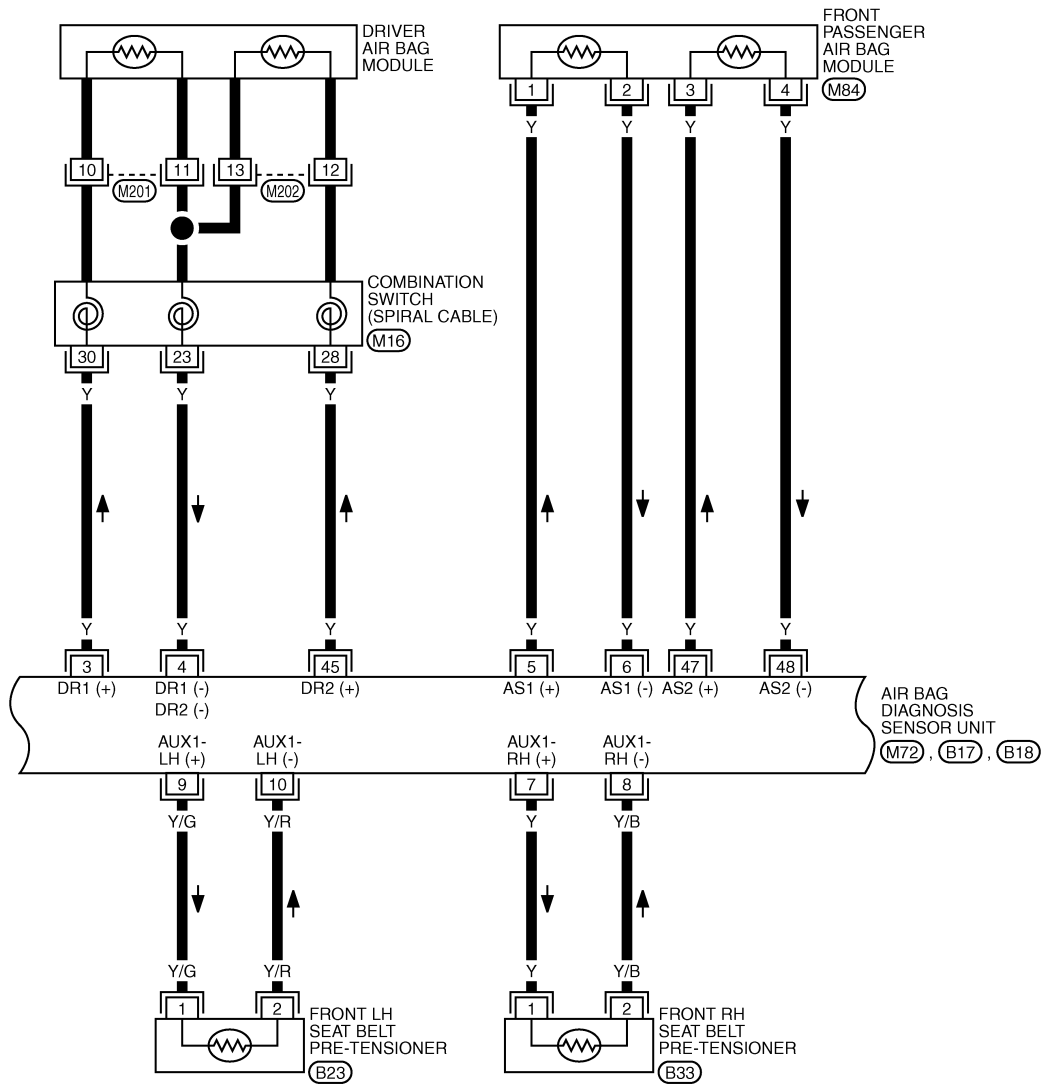 DRIVER
AIR BAG
MODULE
FRONT
PASSENGER
AIR BAG
MODULE
M84
1 2 3 4
Y Y Y Y
10 11 13 12
M201 M202
COMBINATION
SWITCH
(SPIRAL CABLE)
M16
30 23 28
Y Y Y
Y Y Y Y Y Y Y
3 4 45 5 6 47 48
DR1 (+) DR1 (-) DR2 (+) AS1 (+) AS1 (-) AS2 (+) AS2 (-)
DR2 (-)
AIR BAG
DIAGNOSIS
SENSOR UNIT
M72 , B17 , B18
AUX1- AUX1- AUX1- AUX1-
LH (+) LH (-) RH (+) RH (-)
9 10 7 8
Y/G Y/R Y Y/B
Y/G Y/R Y Y/B
1 2 1 2
FRONT LH
SEAT BELT
PRE-TENSIONER
B23
FRONT RH
SEAT BELT
PRE-TENSIONER
B33